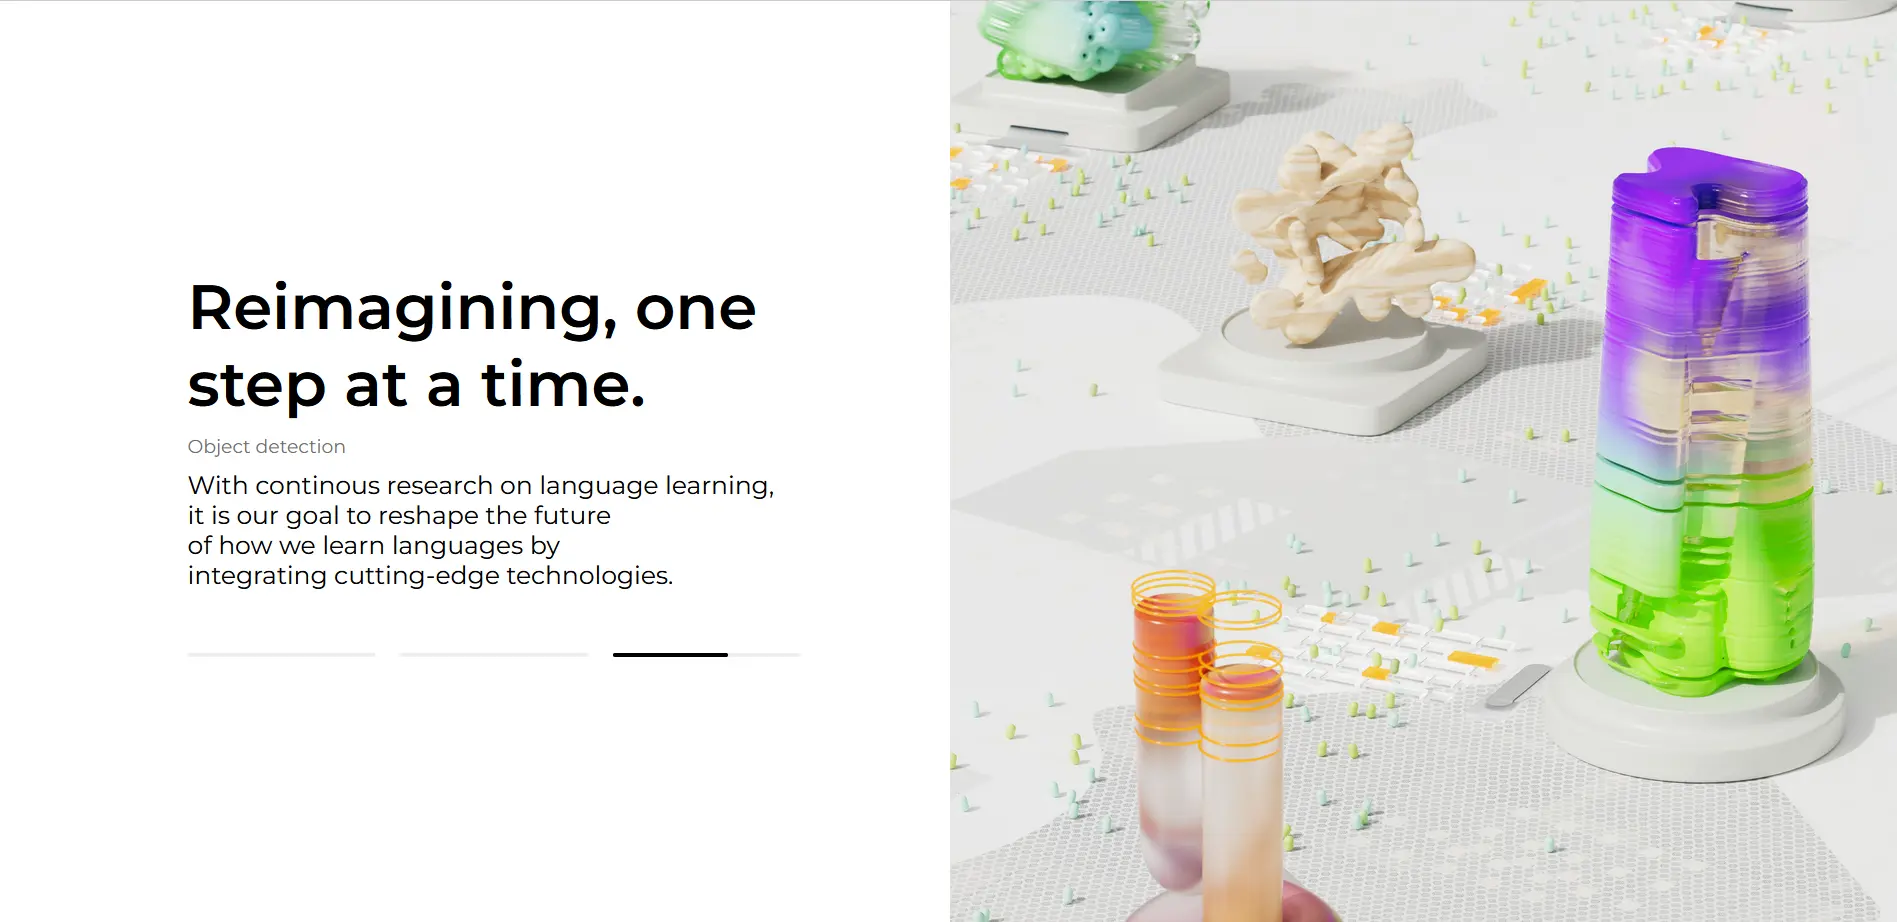 Reimagining, one
step at a time.
Object detection
With continous research on language learning,
it is our goal to reshape the future
of how we learn languages by
integrating cutting-edge technologies.